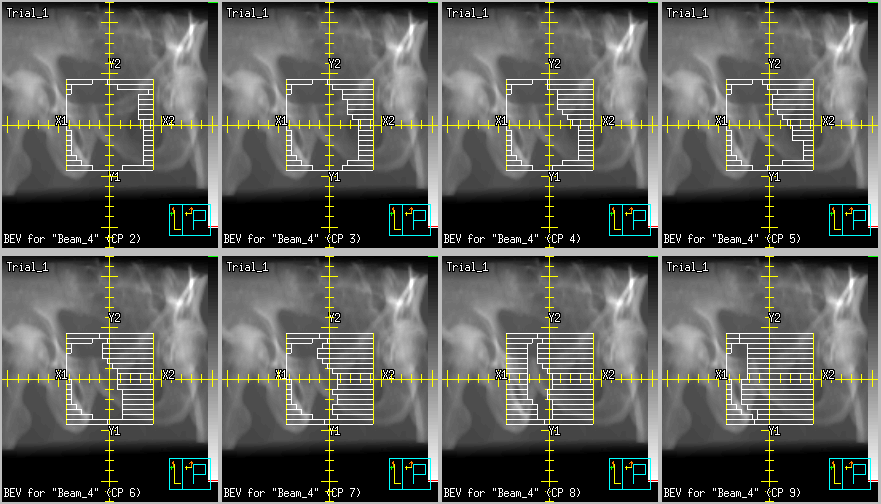 Trial_1
Y2
X1
X2
Y1
BEV for "Beam_4" (CP 2)
Trial_1
Y2
X1
X2
Y1
BEV for "Beam_4" (CP 3)
Trial_1
Y2
X1
X2
Y1
BEV for "Beam_4" (CP 4)
Trial_1
Y2
X1
X2
Y1
BEV for "Beam_4" (CP 5)
Trial_1
Y2
X1
X2
Y1
BEV for "Beam_4" (CP 6)
Trial_1
Y2
X1
X2
Y1
BEV for "Beam_4" (CP 7)
Trial_1
Y2
X1
X2
Y1
BEV for "Beam_4" (CP 8)
Trial_1
Y2
X1
X2
Y1
BEV for "Beam_4" (CP 9)